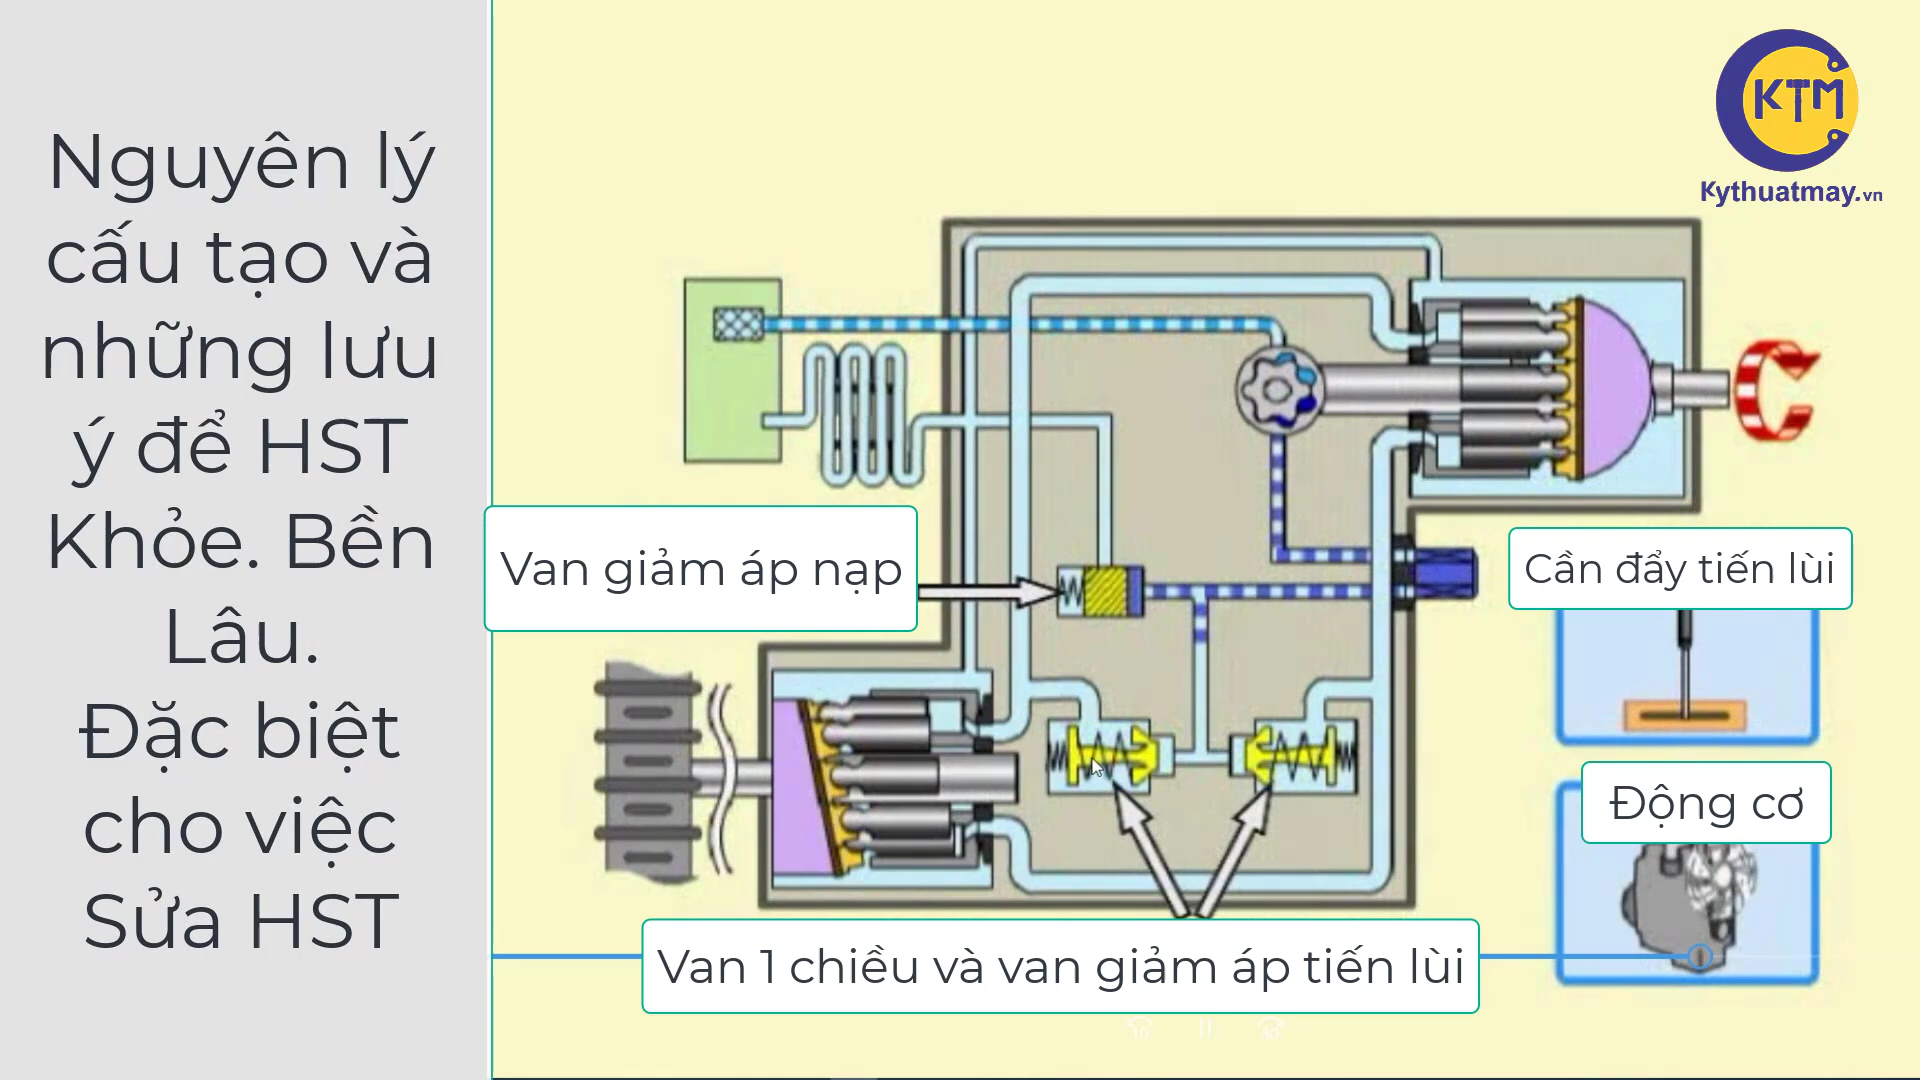 Nguyên lý
cấu tạo và
những lưu
ý để HST
Khỏe. Bền
Lâu.
Đặc biệt
cho việc
Sửa HST
KTM
Kythuatmay.vn
Van giảm áp nạp
Cần đẩy tiến lùi
Động cơ
Van 1 chiều và van giảm áp tiến lùi